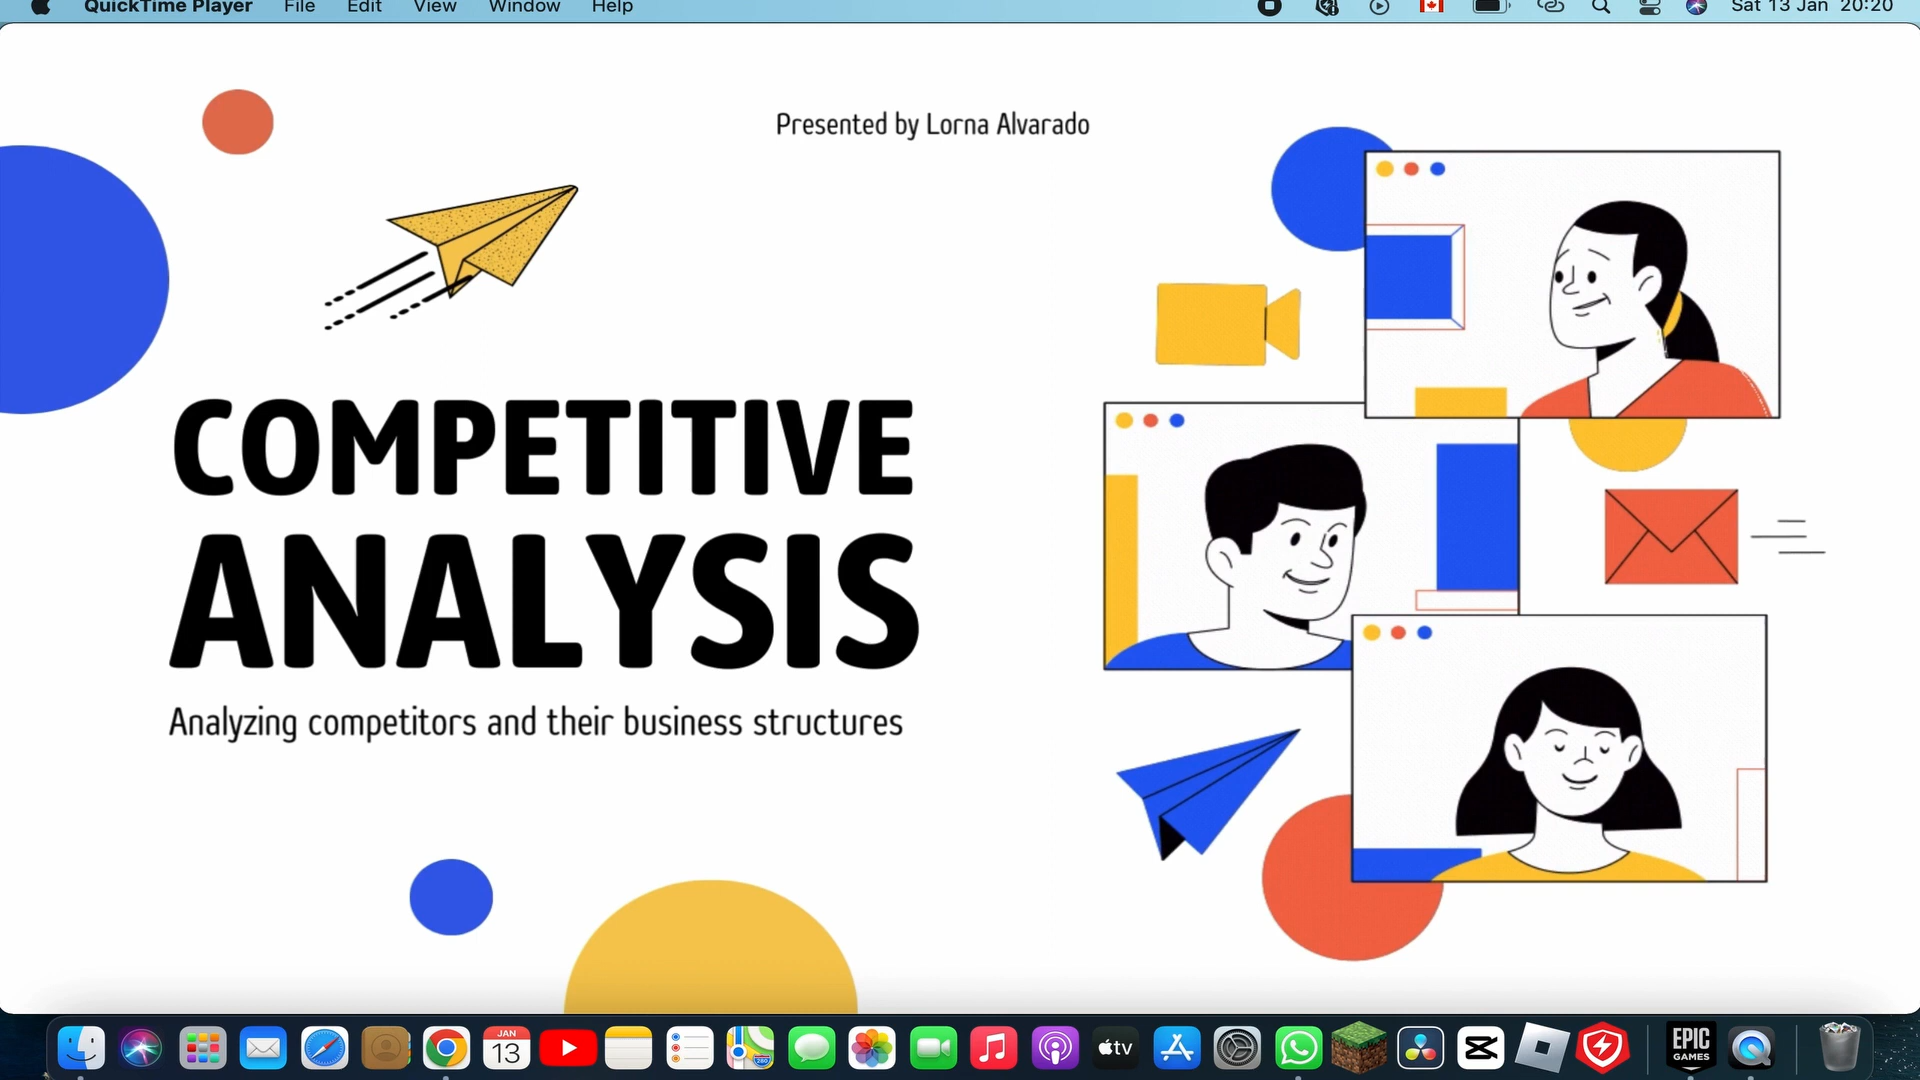 QuickTime Player File Edit View Window Help Sat 13 Jan 20:20
Presented by Lorna Alvarado
COMPETITIVE
ANALYSIS
Analyzing competitors and their business structures
JAN
13
tv
EPIC
GAMES